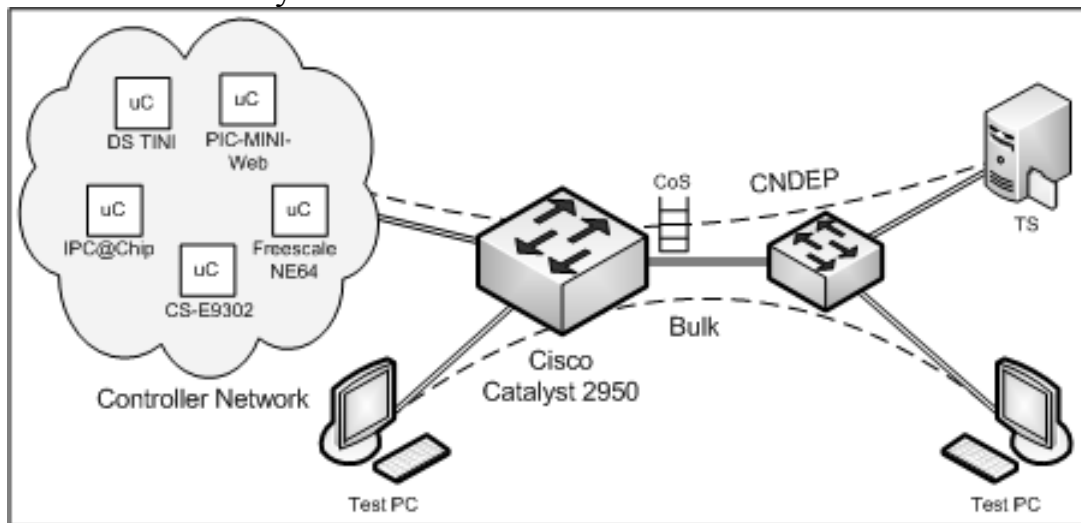 uC
DS TINI
uC
PIC-MINI-
Web
uC
IPC@Chip
uC
Freescale
NE64
uC
CS-E9302
Controller Network
CoS
CNDEP
TS
Bulk
Cisco
Catalyst 2950
Test PC
Test PC